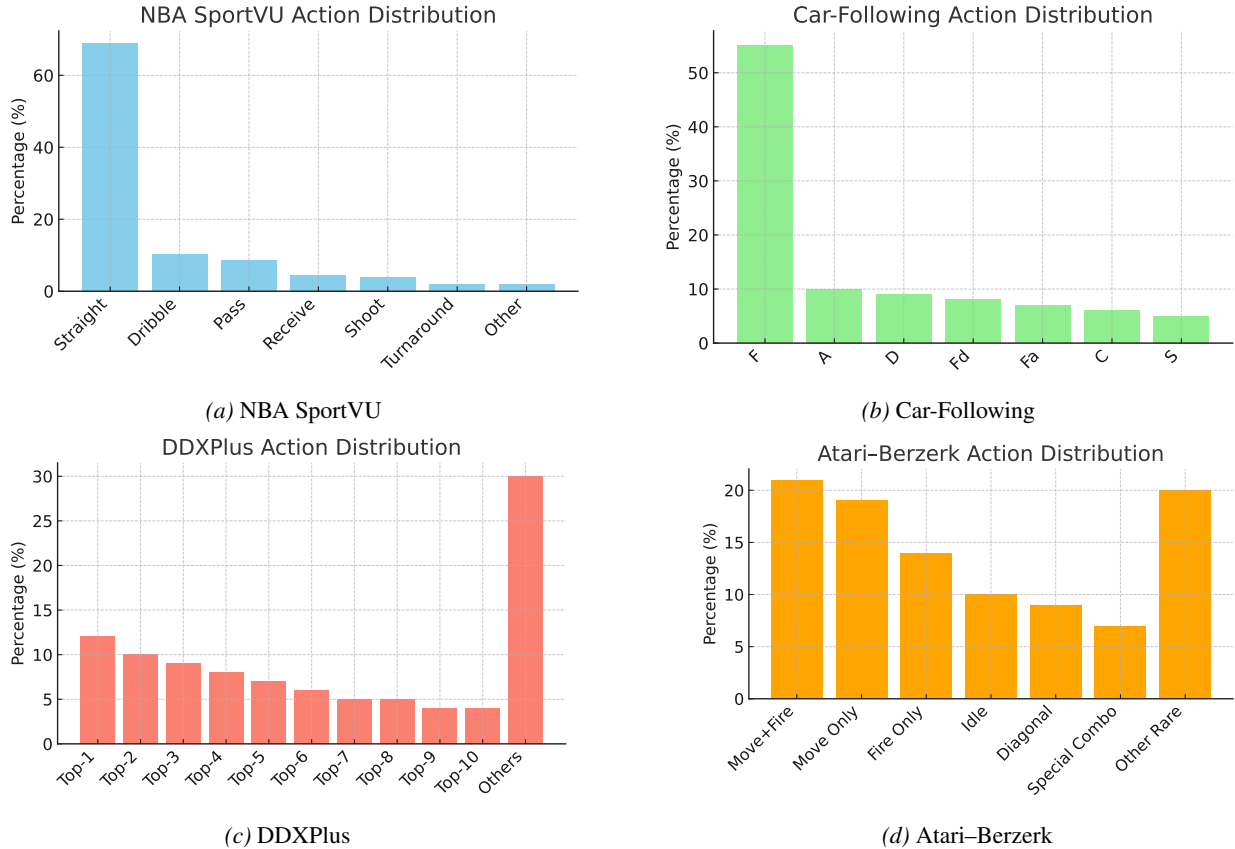 NBA SportVU Action Distribution
Percentage (%)
60
40
20
0
Straight
Dribble
Pass
Receive
Shoot
Turnaround
Other
(a) NBA SportVU
Car-Following Action Distribution
Percentage (%)
50
40
30
20
10
0
F
A
D
Fd
Fa
C
S
(b) Car-Following
DDXPlus Action Distribution
Percentage (%)
30
25
20
15
10
5
0
Top-1
Top-2
Top-3
Top-4
Top-5
Top-6
Top-7
Top-8
Top-9
Top-10
Others
(c) DDXPlus
Atari–Berzerk Action Distribution
Percentage (%)
20
15
10
5
0
Move+Fire
Move Only
Fire Only
Idle
Diagonal
Special Combo
Other Rare
(d) Atari–Berzerk